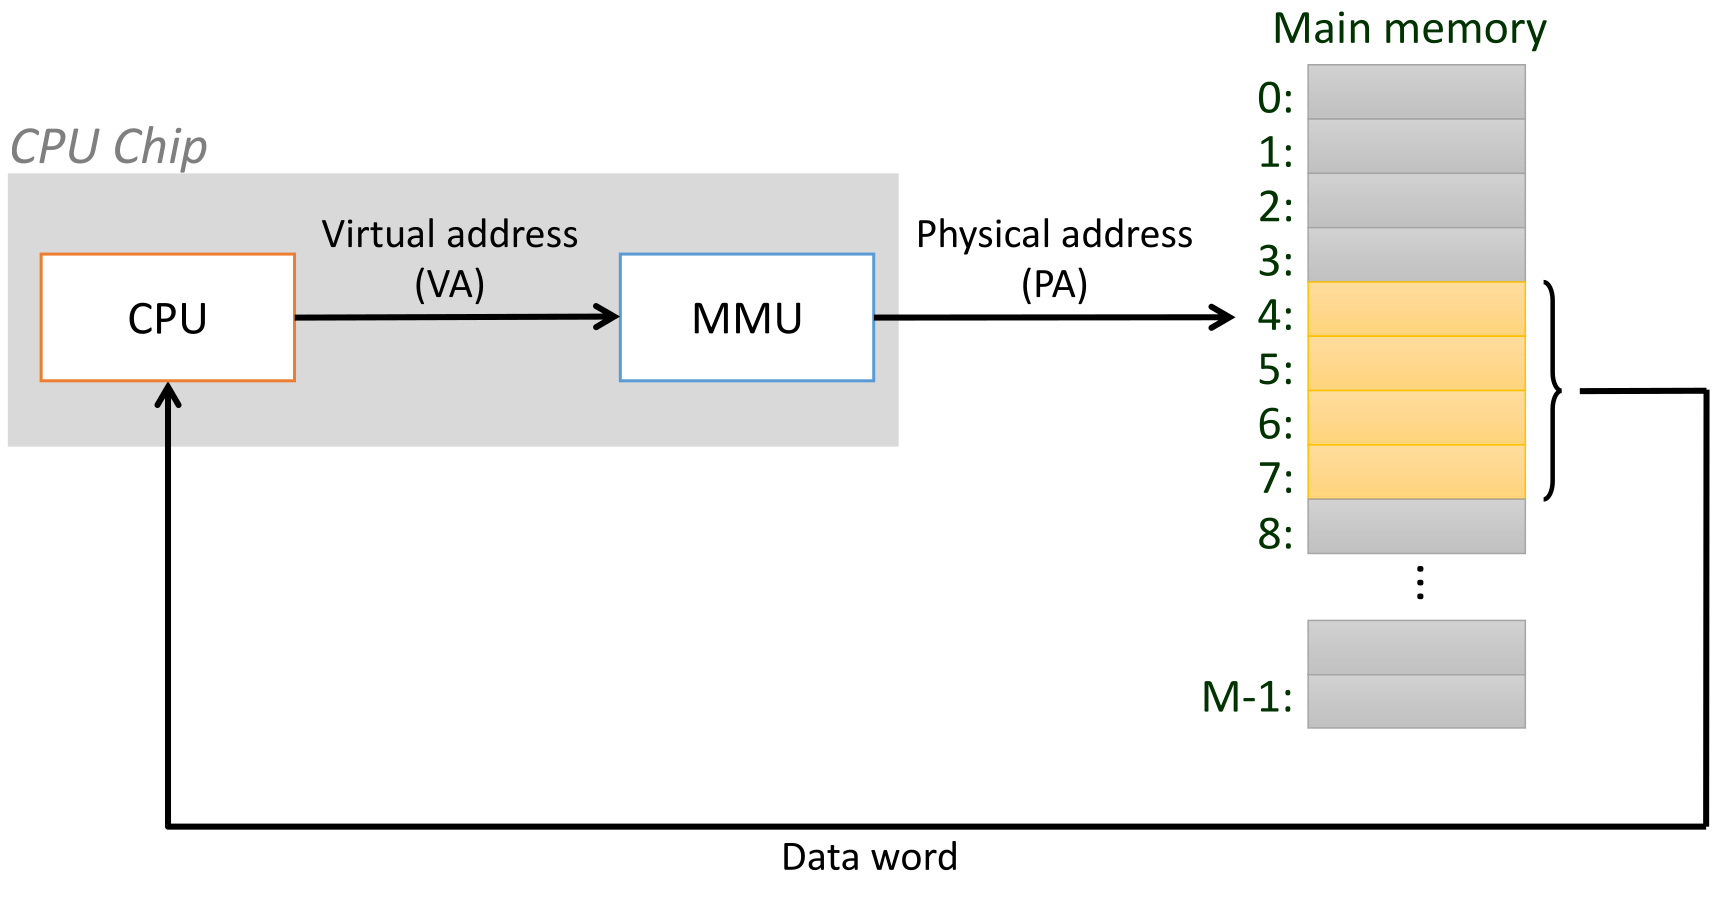 Main memory
CPU Chip
Virtual address
(VA)
Physical address
(PA)
CPU
MMU
0:
1:
2:
3:
4:
5:
6:
7:
8:
...
M-1:
Data word